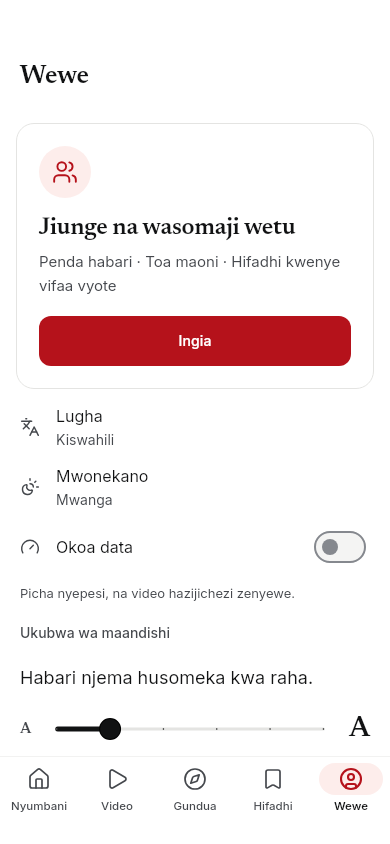 Wewe
Jiunge na wasomaji wetu
Penda habari · Toa maoni · Hifadhi kwenye
vifaa vyote
Ingia
Lugha
Kiswahili
Mwonekano
Mwanga
Okoa data
Picha nyepesi, na video hazijichezi zenyewe.
Ukubwa wa maandishi
Habari njema husomeka kwa raha.
A A
Nyumbani Video Gundua Hifadhi Wewe